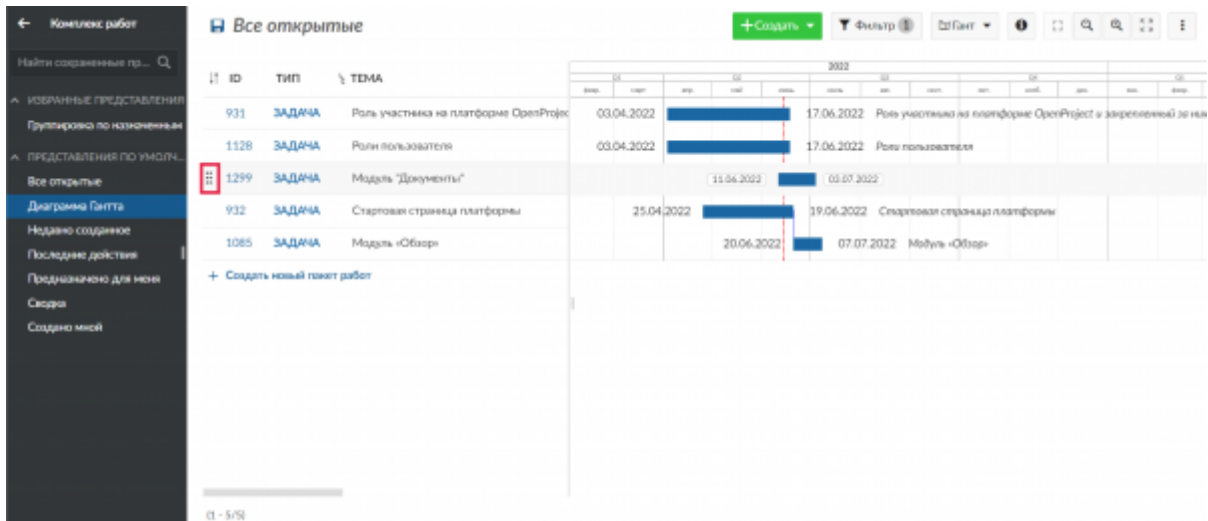 Комплекс работ
Все открытые
+ Создать
Фильтр 1
Гант
Найти сохраненные пр...
ИЗБРАННЫЕ ПРЕДСТАВЛЕНИЯ
Группировка по назначенным
ПРЕДСТАВЛЕНИЯ ПО УМОЛЧ...
Все открытые
Диаграмма Гантта
Недавно созданное
Последние действия
Предназначено для меня
Сводка
Создано мной
ID ТИП ТЕМА
2022
931 ЗАДАЧА Роль участника на платформе OpenProjec 03.04.2022 17.06.2022 Роль участника на платформе OpenProject и закрепленный за ним
1128 ЗАДАЧА Роли пользователя 03.04.2022 17.06.2022 Роли пользователя
1299 ЗАДАЧА Модуль "Документы" 11.06.2022 03.07.2022
932 ЗАДАЧА Стартовая страница платформы 25.04.2022 19.06.2022 Стартовая страница платформы
1085 ЗАДАЧА Модуль «Обзор» 20.06.2022 07.07.2022 Модуль «Обзор»
+ Создать новый пакет работ
(1 - 5/5)